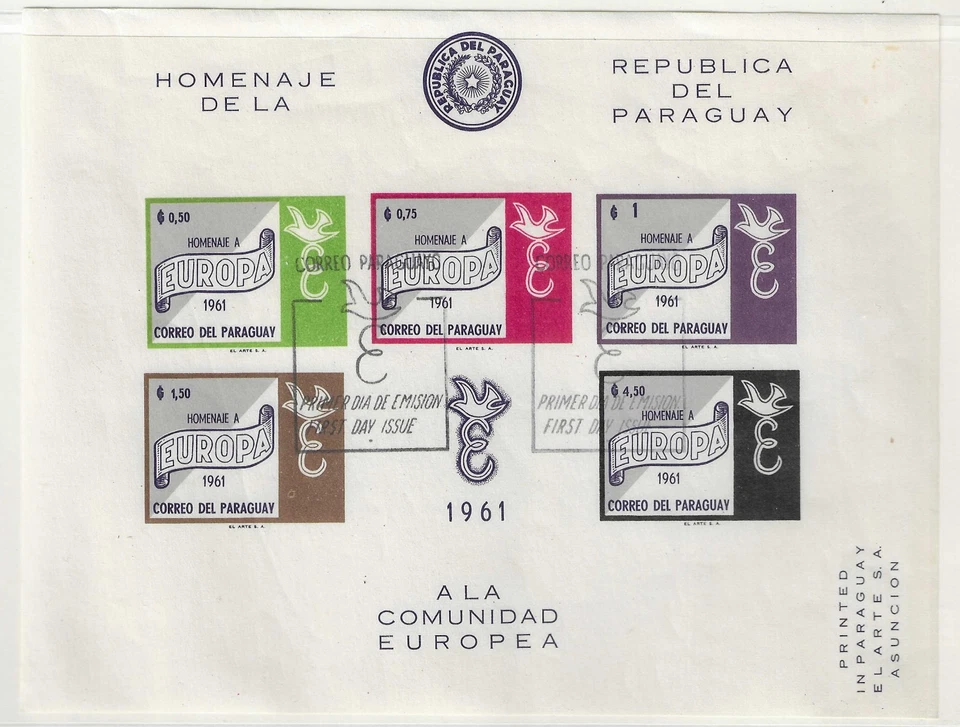 HOMENAJE
DE LA
REPUBLICA DEL PARAGUAY
REPUBLICA
DEL
PARAGUAY
₲ 0,50
HOMENAJE A
EUROPA
1961
CORREO DEL PARAGUAY
EL ARTE S. A.
₲ 0,75
HOMENAJE A
EUROPA
1961
CORREO DEL PARAGUAY
EL ARTE S. A.
₲ 1
HOMENAJE A
EUROPA
1961
CORREO DEL PARAGUAY
EL ARTE S. A.
CORREO PARAGUAYO
PRIMER DIA DE EMISION
FIRST DAY ISSUE
CORREO PARAGUAYO
PRIMER DIA DE EMISION
FIRST DAY ISSUE
₲ 1,50
HOMENAJE A
EUROPA
1961
CORREO DEL PARAGUAY
EL ARTE S. A.
1961
₲ 4,50
HOMENAJE A
EUROPA
1961
CORREO DEL PARAGUAY
EL ARTE S. A.
A LA
COMUNIDAD
EUROPEA
PRINTED
IN PARAGUAY
EL ARTE S. A.
ASUNCION